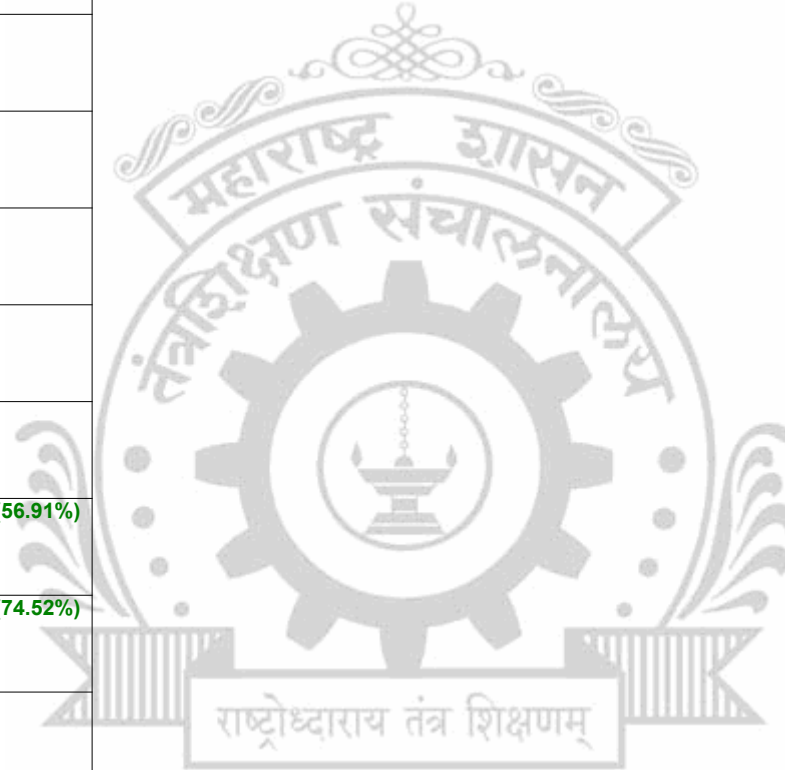 महाराष्ट्र शासन
तंत्रशिक्षण संचालनालय
56.91%)
74.52%)
राष्ट्रोध्दाराय तंत्र शिक्षणम्